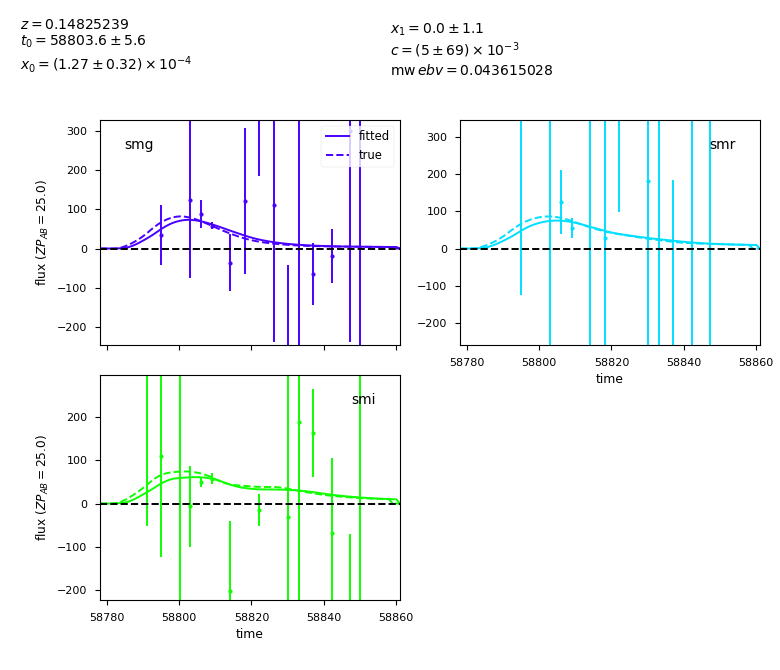 z = 0.14825239
t₀ = 58803.6 ± 5.6
x₀ = (1.27 ± 0.32) × 10⁻⁴
x₁ = 0.0 ± 1.1
c = (5 ± 69) × 10⁻³
mw ebv = 0.043615028
smg
fitted
true
300
200
100
0
−100
−200
flux (ZP_AB = 25.0)
smr
300
200
100
0
−100
−200
58780 58800 58820 58840 58860
time
smi
200
100
0
−100
−200
flux (ZP_AB = 25.0)
58780 58800 58820 58840 58860
time